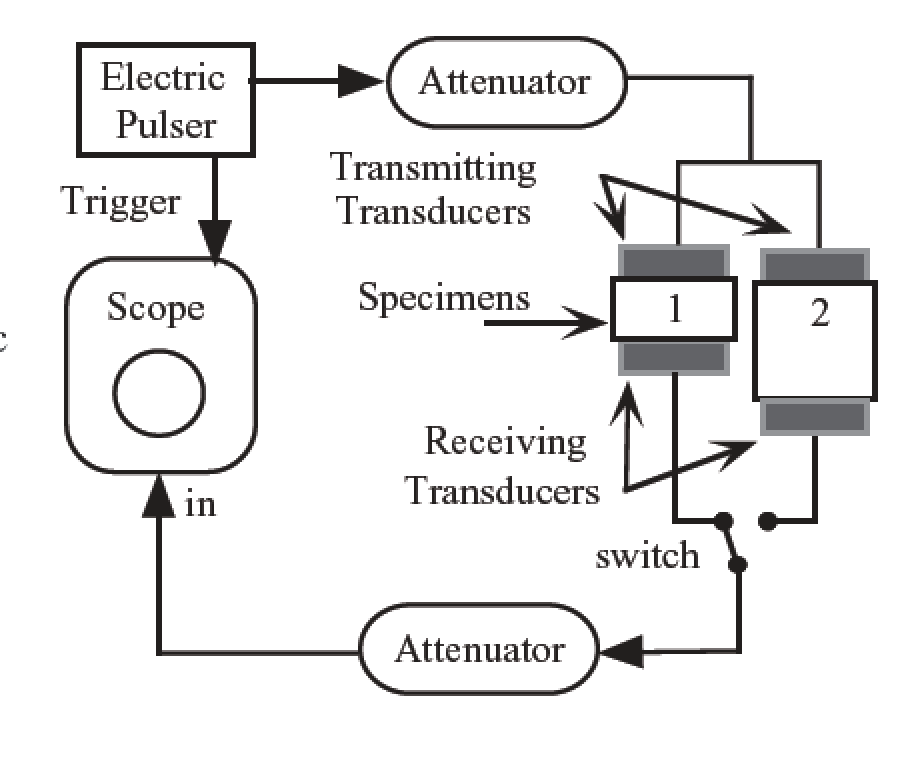 Electric
Pulser
Attenuator
Trigger
Transmitting
Transducers
Scope
Specimens
1
2
c
Receiving
Transducers
in
switch
Attenuator